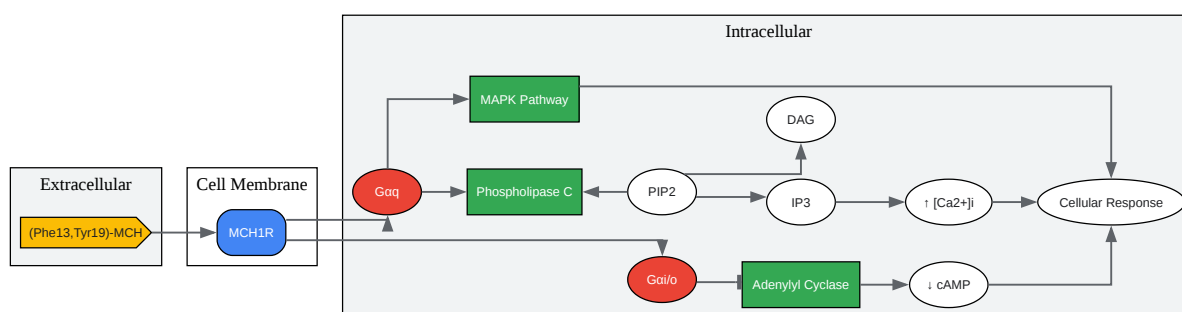 Intracellular
MAPK Pathway
DAG
Extracellular
Cell Membrane
Gαq
Phospholipase C
PIP2
IP3
↑ [Ca2+]i
Cellular Response
(Phe13,Tyr19)-MCH
MCH1R
Gαi/o
Adenylyl Cyclase
↓ cAMP